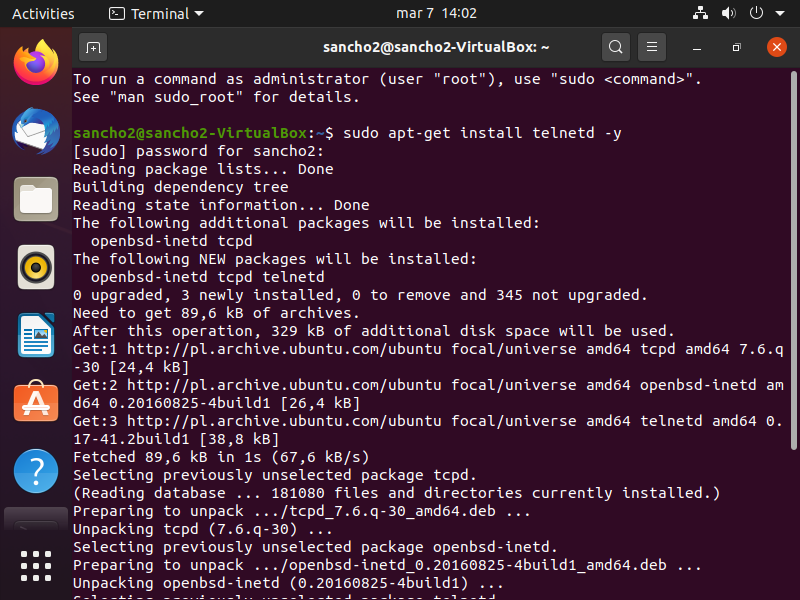 Activities
Terminal
mar 7 14:02
sancho2@sancho2-VirtualBox: ~
To run a command as administrator (user "root"), use "sudo <command>".
See "man sudo_root" for details.
sancho2@sancho2-VirtualBox:~$ sudo apt-get install telnetd -y
[sudo] password for sancho2:
Reading package lists... Done
Building dependency tree
Reading state information... Done
The following additional packages will be installed:
openbsd-inetd tcpd
The following NEW packages will be installed:
openbsd-inetd tcpd telnetd
0 upgraded, 3 newly installed, 0 to remove and 345 not upgraded.
Need to get 89,6 kB of archives.
After this operation, 329 kB of additional disk space will be used.
Get:1 http://pl.archive.ubuntu.com/ubuntu focal/universe amd64 tcpd amd64 7.6.q
-30 [24,4 kB]
Get:2 http://pl.archive.ubuntu.com/ubuntu focal/universe amd64 openbsd-inetd am
d64 0.20160825-4build1 [26,4 kB]
Get:3 http://pl.archive.ubuntu.com/ubuntu focal/universe amd64 telnetd amd64 0.
17-41.2build1 [38,8 kB]
Fetched 89,6 kB in 1s (67,6 kB/s)
Selecting previously unselected package tcpd.
(Reading database ... 181080 files and directories currently installed.)
Preparing to unpack .../tcpd_7.6.q-30_amd64.deb ...
Unpacking tcpd (7.6.q-30) ...
Selecting previously unselected package openbsd-inetd.
Preparing to unpack .../openbsd-inetd_0.20160825-4build1_amd64.deb ...
Unpacking openbsd-inetd (0.20160825-4build1) ...
Selecting previously unselected package telnetd.